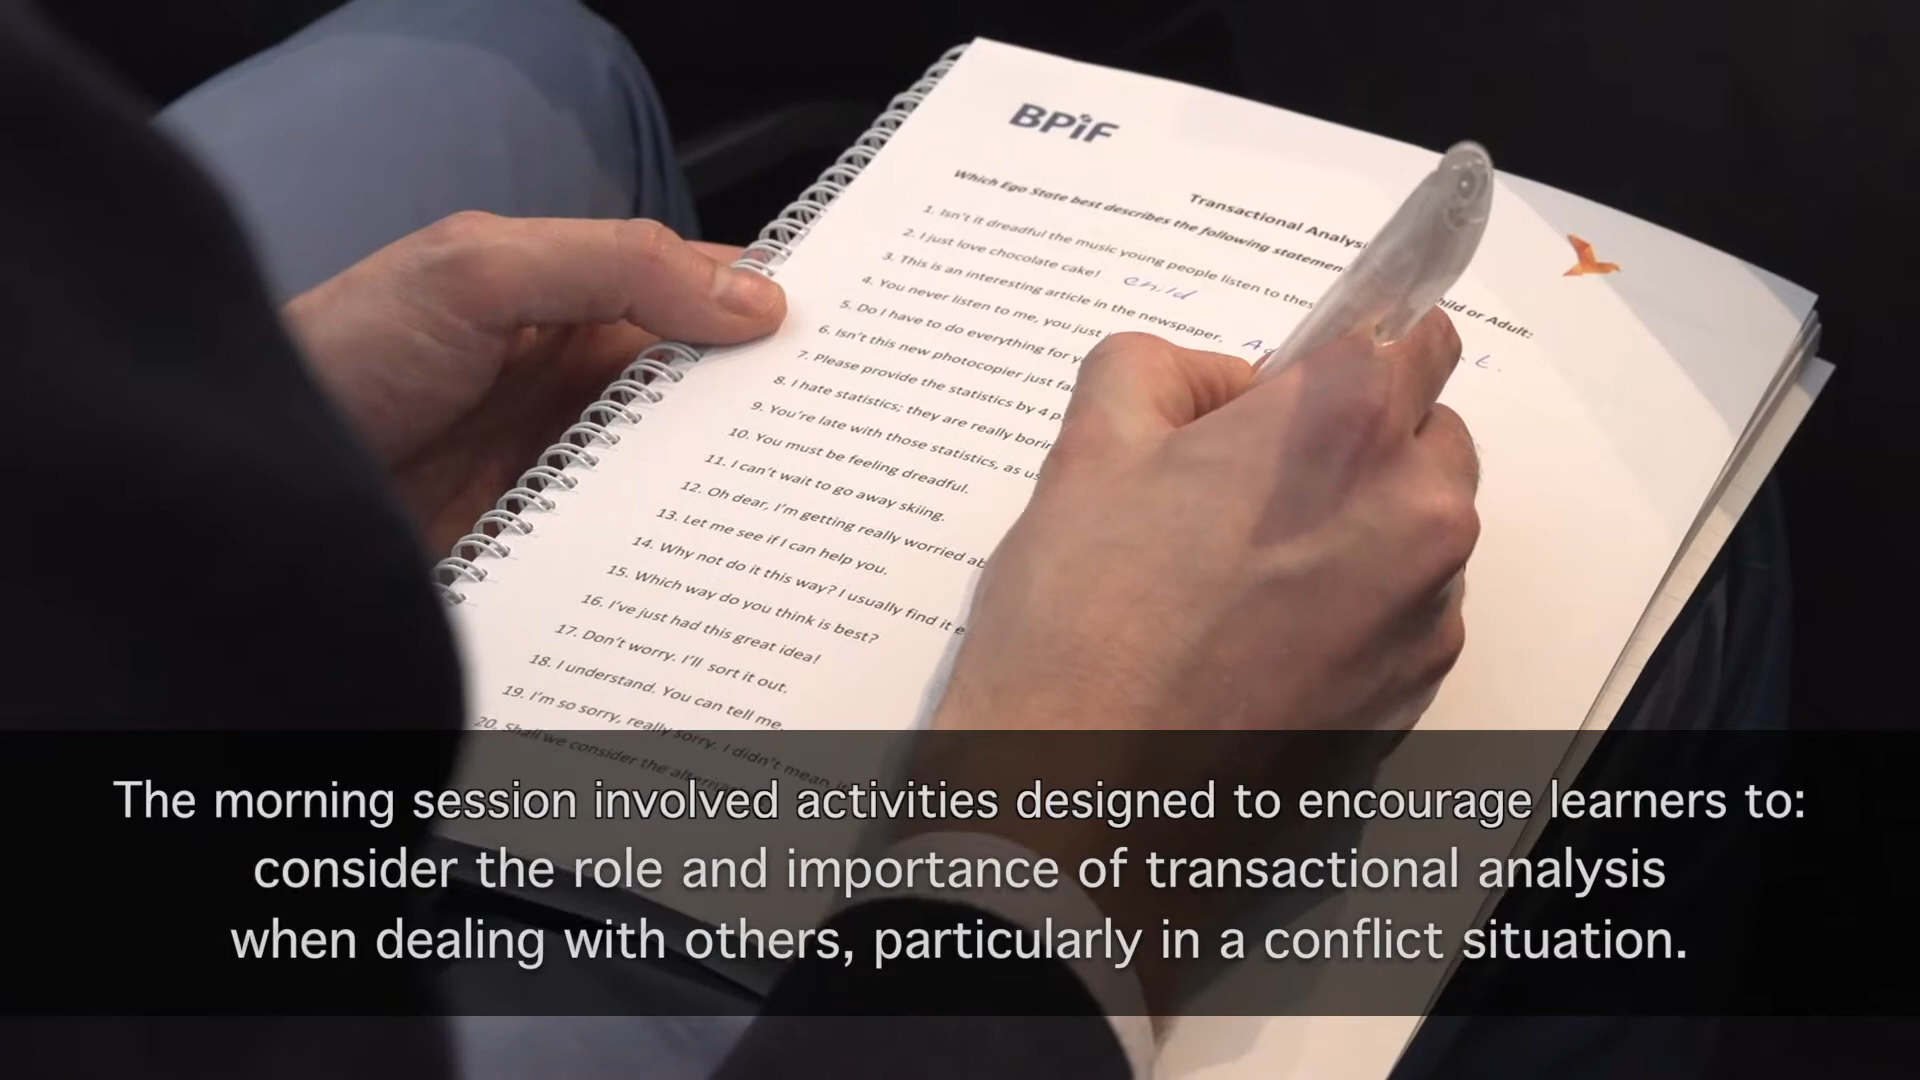 BPiF
Transactional Analysis
Which Ego State best describes the following statemen hild or Adult:
1. Isn't it dreadful the music young people listen to thes
t.
2. I just love chocolate cake! child
3. This is an interesting article in the newspaper. Ad
4. You never listen to me, you just
5. Do I have to do everything for y
6. Isn't this new photocopier just fa
7. Please provide the statistics by 4 p
8. I hate statistics; they are really borin
9. You're late with those statistics, as us
10. You must be feeling dreadful.
11. I can't wait to go away skiing.
12. Oh dear, I'm getting really worried ab
13. Let me see if I can help you.
14. Why not do it this way? I usually find it e
15. Which way do you think is best?
16. I've just had this great idea!
17. Don't worry. I'll sort it out.
18. I understand. You can tell me.
19. I'm so sorry, really sorry. I didn't mean
20. Shall we consider the
The morning session involved activities designed to encourage learners to:
consider the role and importance of transactional analysis
when dealing with others, particularly in a conflict situation.